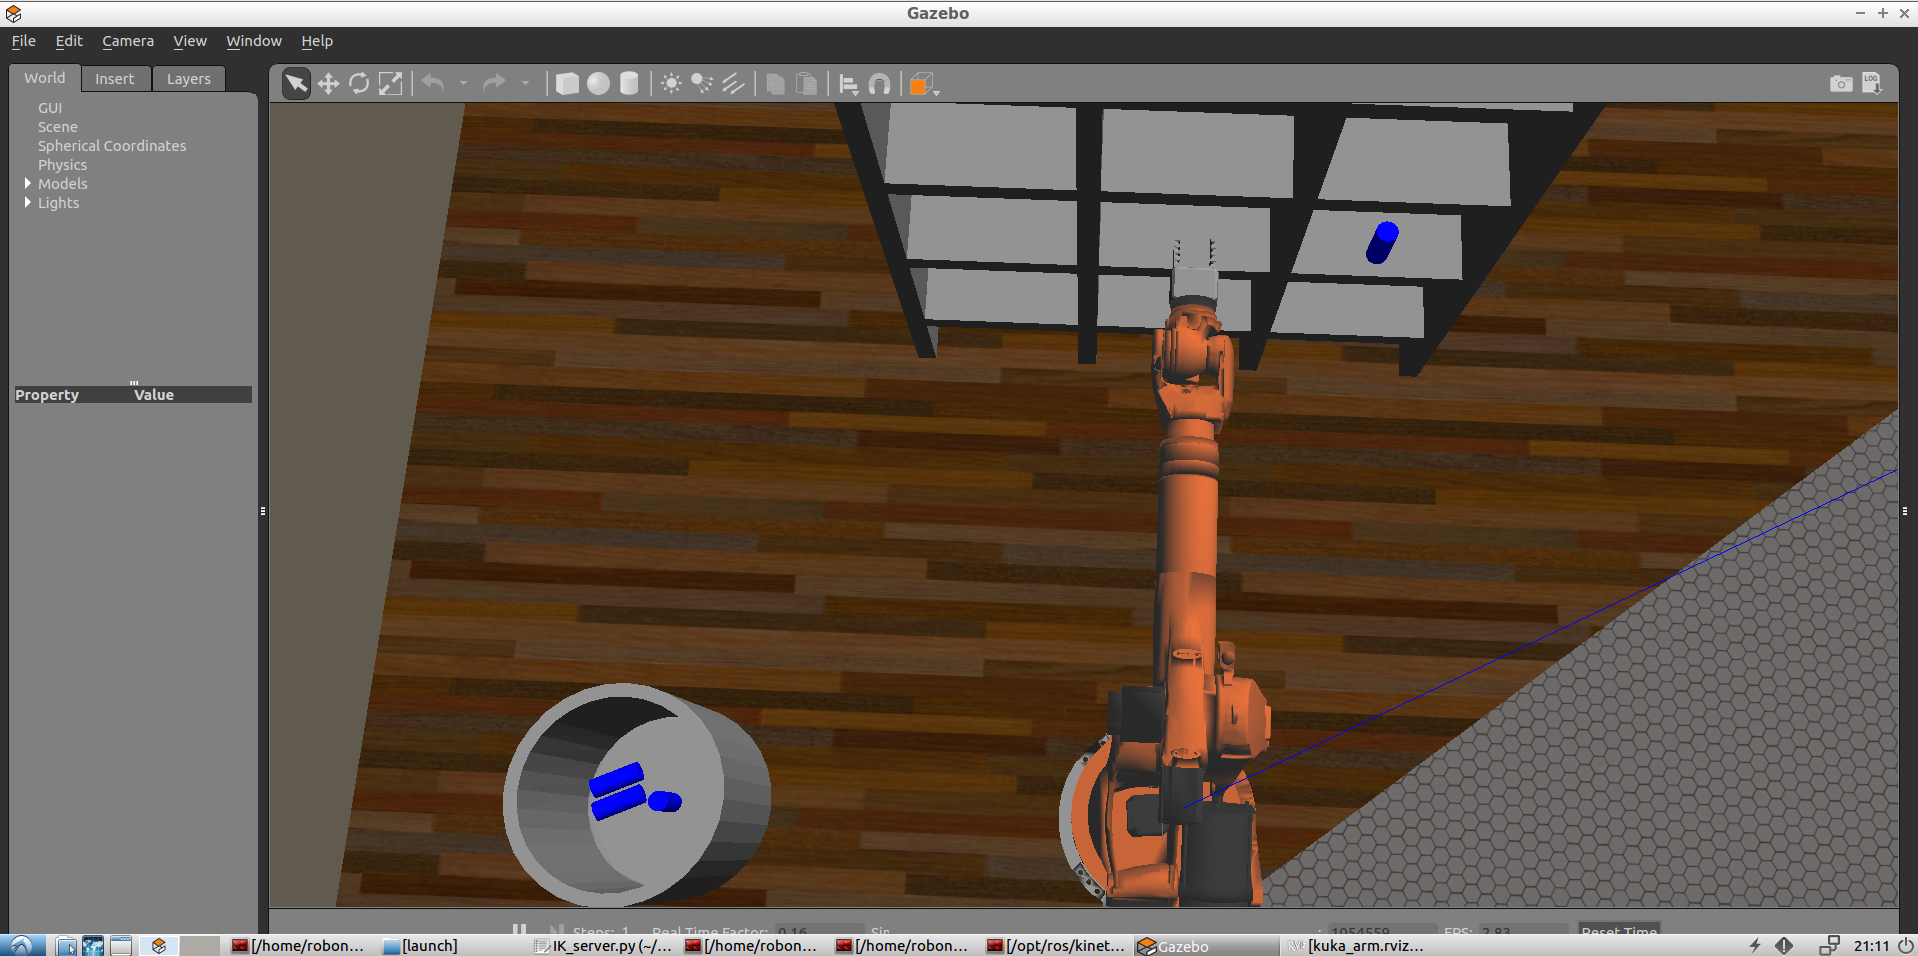 Gazebo
File Edit Camera View Window Help
World Insert Layers
GUI
Scene
Spherical Coordinates
Physics
Models
Lights
Property Value
LOG
Steps: 1 Real Time Factor: 0.16 Sin 1054559 FPS: 2.83 Reset Time
[/home/robon... [launch] IK_server.py (~/... [/home/robon... [/home/robon... [/opt/ros/kinet... Gazebo [kuka_arm.rviz... 21:11